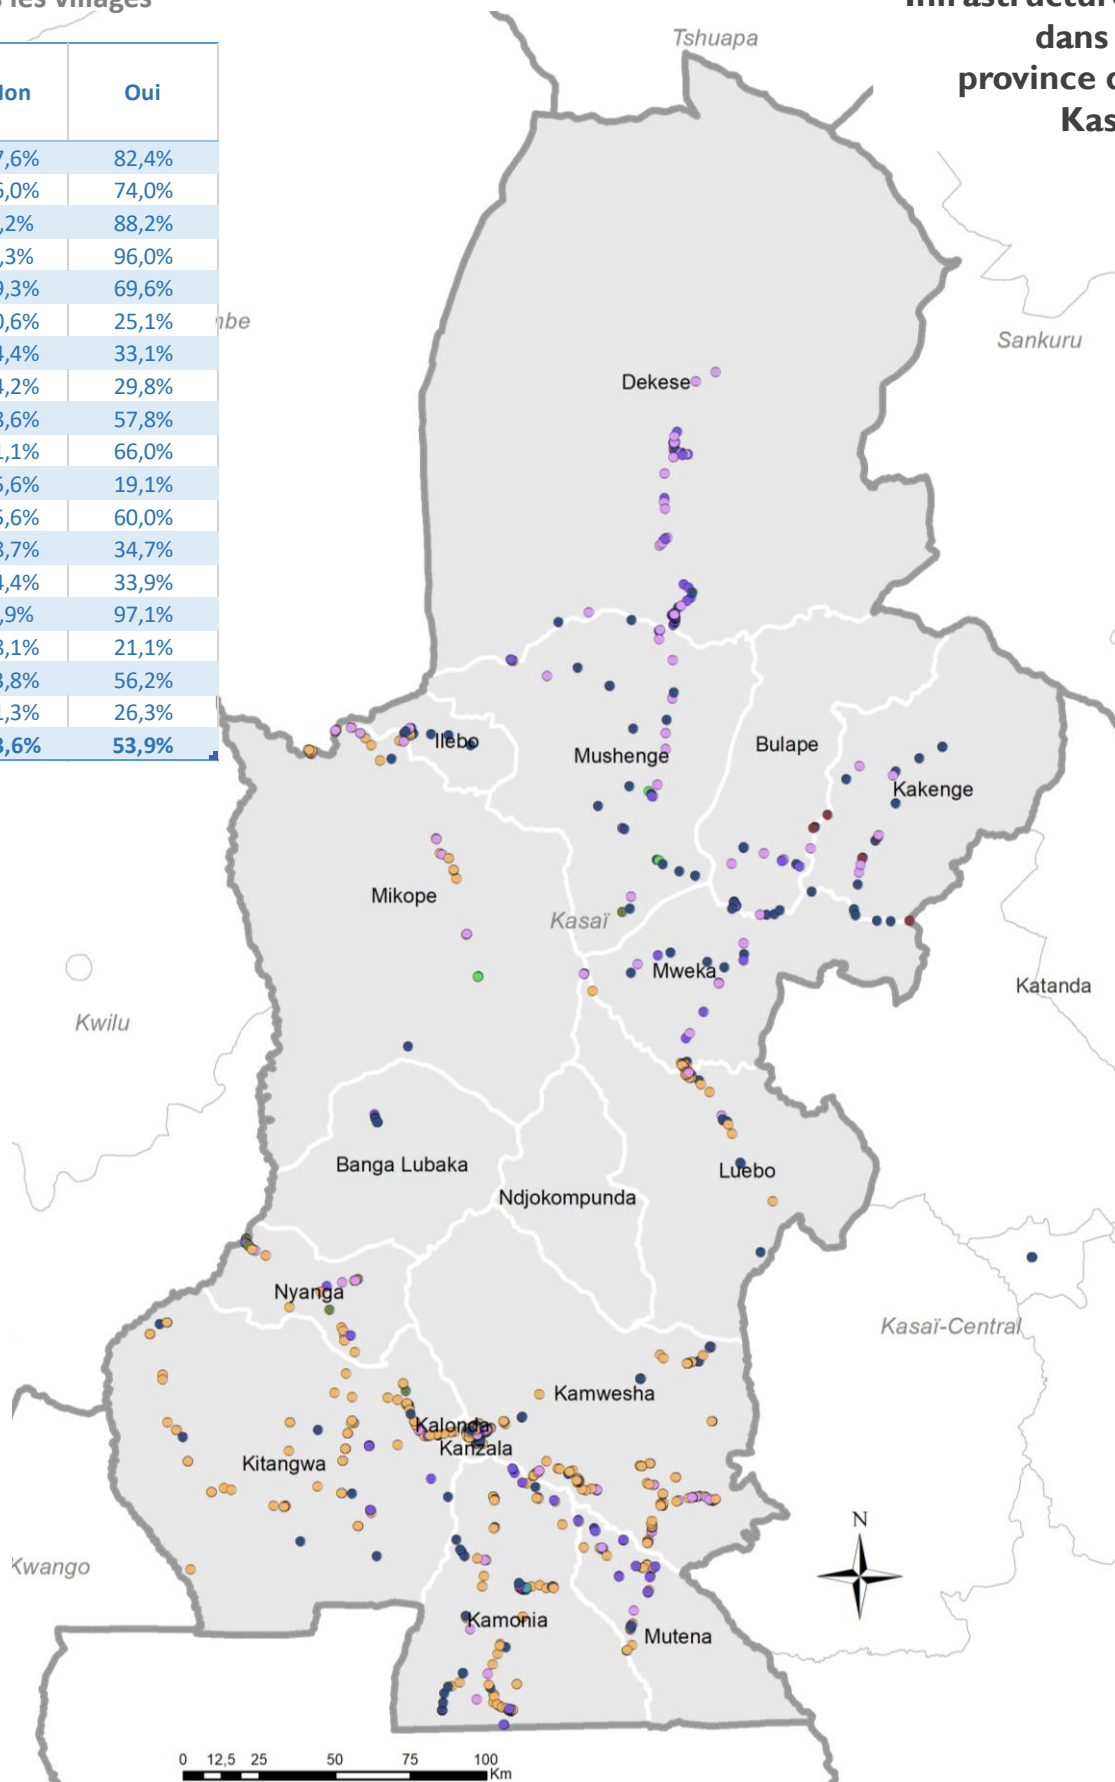 les villages
dans
province
Tshuapa
Oui
82,4%
74,0%
88,2%
96,0%
69,6%
25,1%
33,1%
29,8%
57,8%
66,0%
19,1%
60,0%
34,7%
33,9%
97,1%
21,1%
56,2%
26,3%
53,9%
Sankuru
Dekese
Ilebo
Mushenge
Bulape
Kakenge
Mikope
Kasaï
Mweka
Katanda
Kwilu
Banga Lubaka
Luebo
Ndjokompunda
Nyanga
Kasaï-Central
Kamwesha
Kalonda
Kanzala
Kitangwa
N
Kwango
Kamonia
Mutena
0 12,5 25 50 75 100
Km